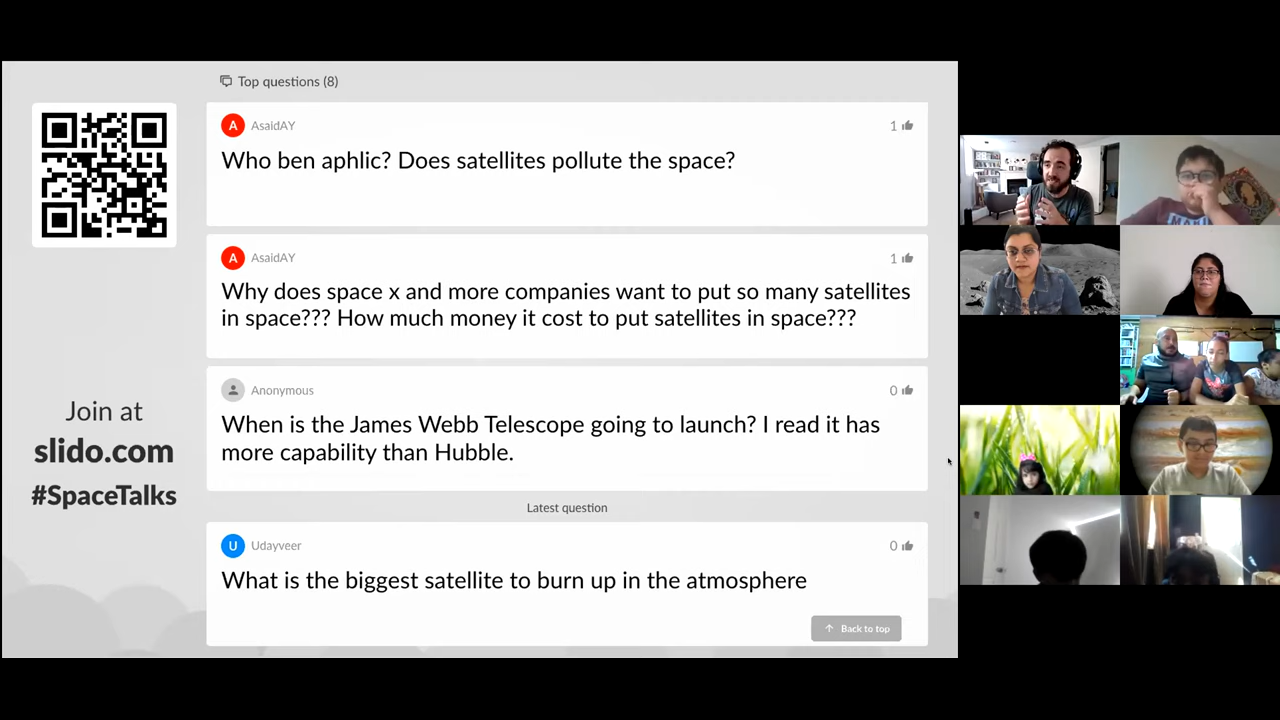 Top questions (8)
A AsaidAY 1
Who ben aphlic? Does satellites pollute the space?
A AsaidAY 1
Why does space x and more companies want to put so many satellites
in space??? How much money it cost to put satellites in space???
Anonymous 0
When is the James Webb Telescope going to launch? I read it has
more capability than Hubble.
Latest question
U Udayveer 0
What is the biggest satellite to burn up in the atmosphere
Back to top
Join at
slido.com
#SpaceTalks